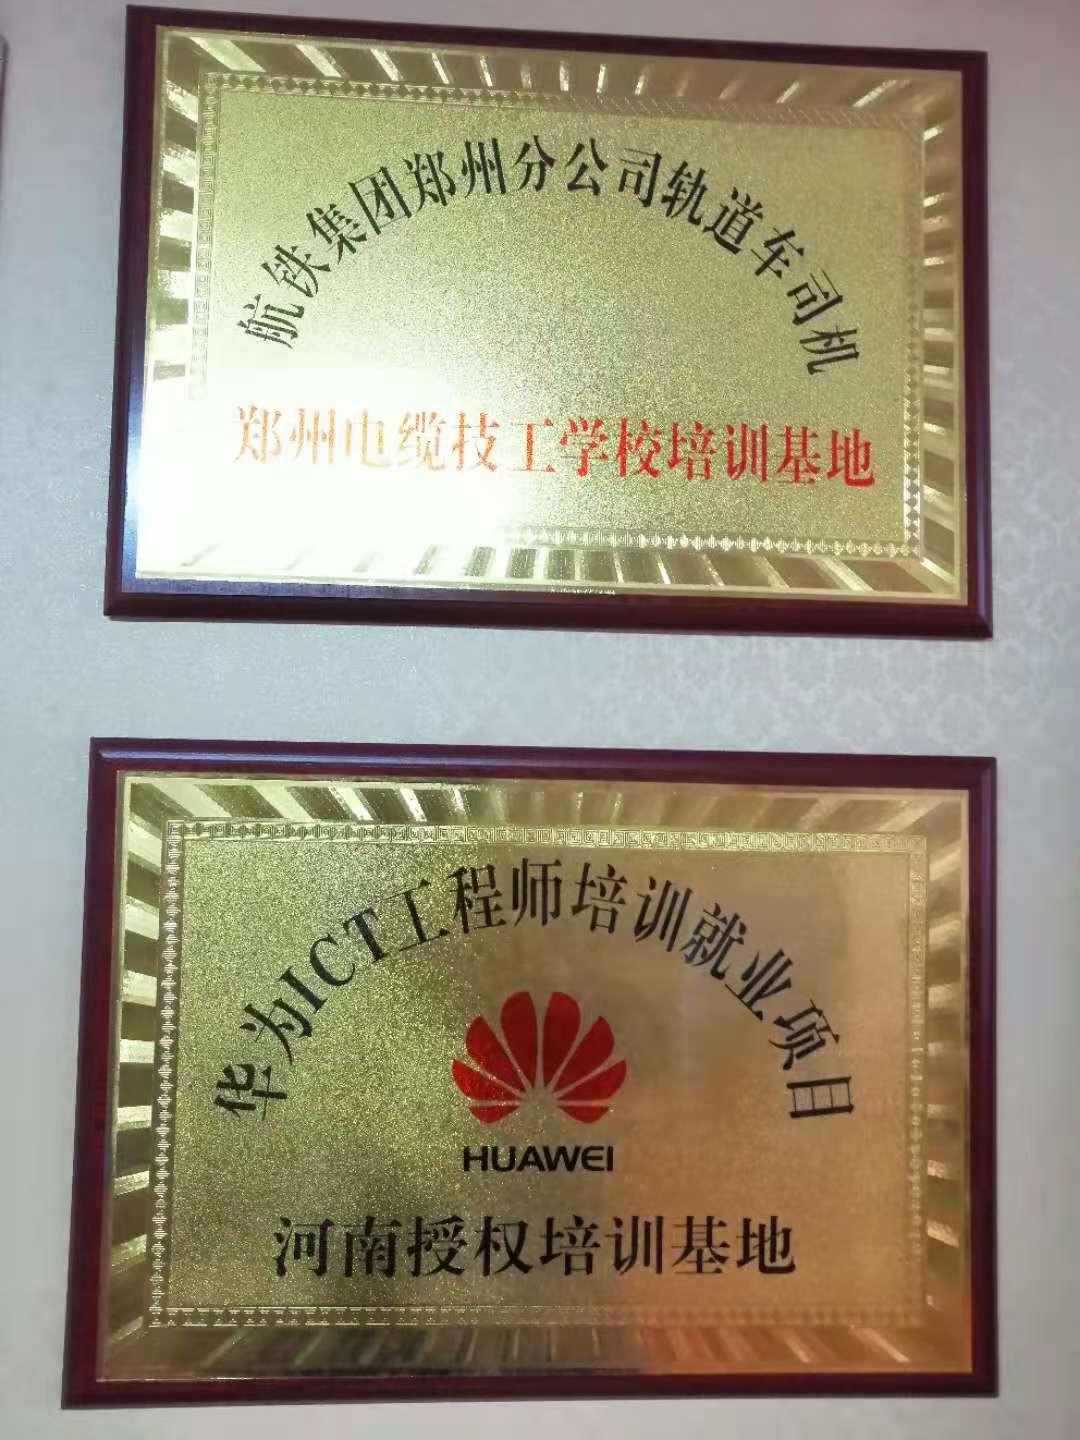 航铁集团郑州分公司轨道车司机
郑州电缆技工学校培训基地
华为ICT工程师培训就业项目
HUAWEI
河南授权培训基地